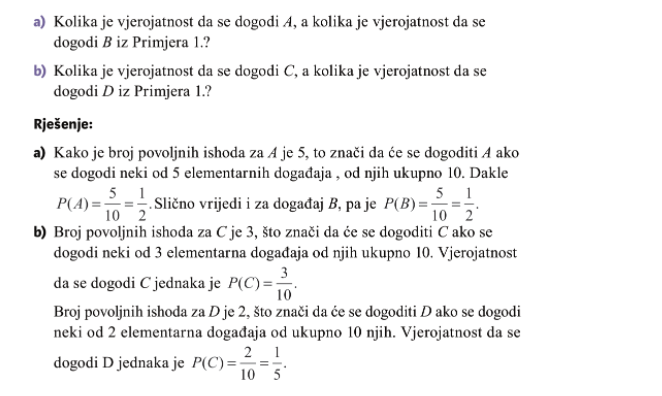 a) Kolika je vjerojatnost da se dogodi A, a kolika je vjerojatnost da se
dogodi B iz Primjera 1.?
b) Kolika je vjerojatnost da se dogodi C, a kolika je vjerojatnost da se
dogodi D iz Primjera 1.?
Rješenje:
a) Kako je broj povoljnih ishoda za A je 5, to znači da će se dogoditi A ako
se dogodi neki od 5 elementarnih događaja , od njih ukupno 10. Dakle
P(A) = 5/10 = 1/2. Slično vrijedi i za događaj B, pa je P(B) = 5/10 = 1/2.
b) Broj povoljnih ishoda za C je 3, što znači da će se dogoditi C ako se
dogodi neki od 3 elementarna događaja od njih ukupno 10. Vjerojatnost
da se dogodi C jednaka je P(C) = 3/10.
Broj povoljnih ishoda za D je 2, što znači da će se dogoditi D ako se dogodi
neki od 2 elementarna događaja od ukupno 10 njih. Vjerojatnost da se
dogodi D jednaka je P(C) = 2/10 = 1/5.